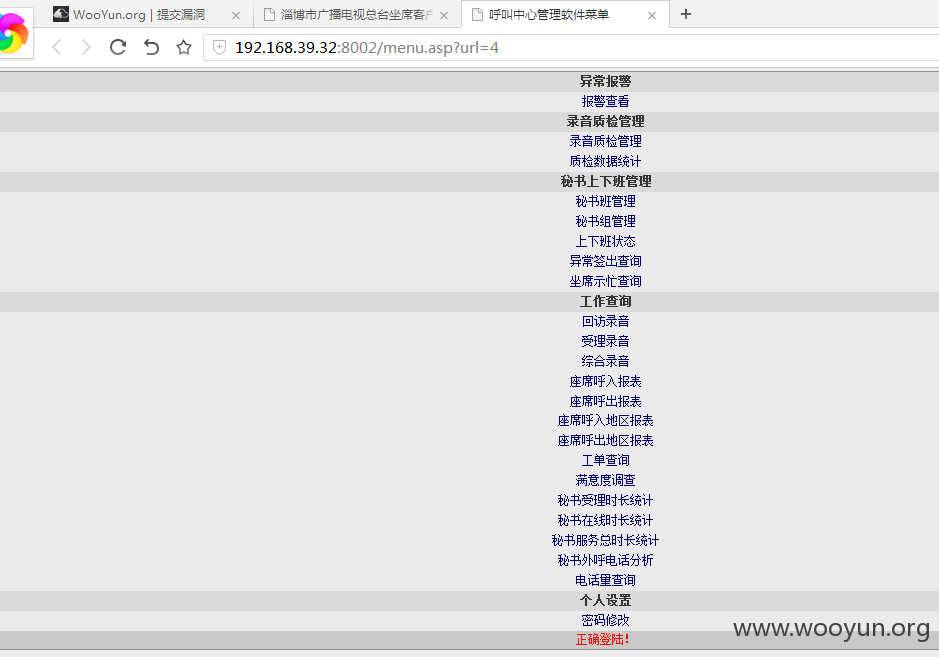 WooYun.org | 提交漏洞
淄博市广播电视总台坐席客户
呼叫中心管理软件菜单
192.168.39.32:8002/menu.asp?url=4
异常报警
报警查看
录音质检管理
录音质检管理
质检数据统计
秘书上下班管理
秘书班管理
秘书组管理
上下班状态
异常签出查询
坐席示忙查询
工作查询
回访录音
受理录音
综合录音
座席呼入报表
座席呼出报表
座席呼入地区报表
座席呼出地区报表
工单查询
满意度调查
秘书受理时长统计
秘书在线时长统计
秘书服务总时长统计
秘书外呼电话分析
电话量查询
个人设置
密码修改
正确登陆!
www.wooyun.org